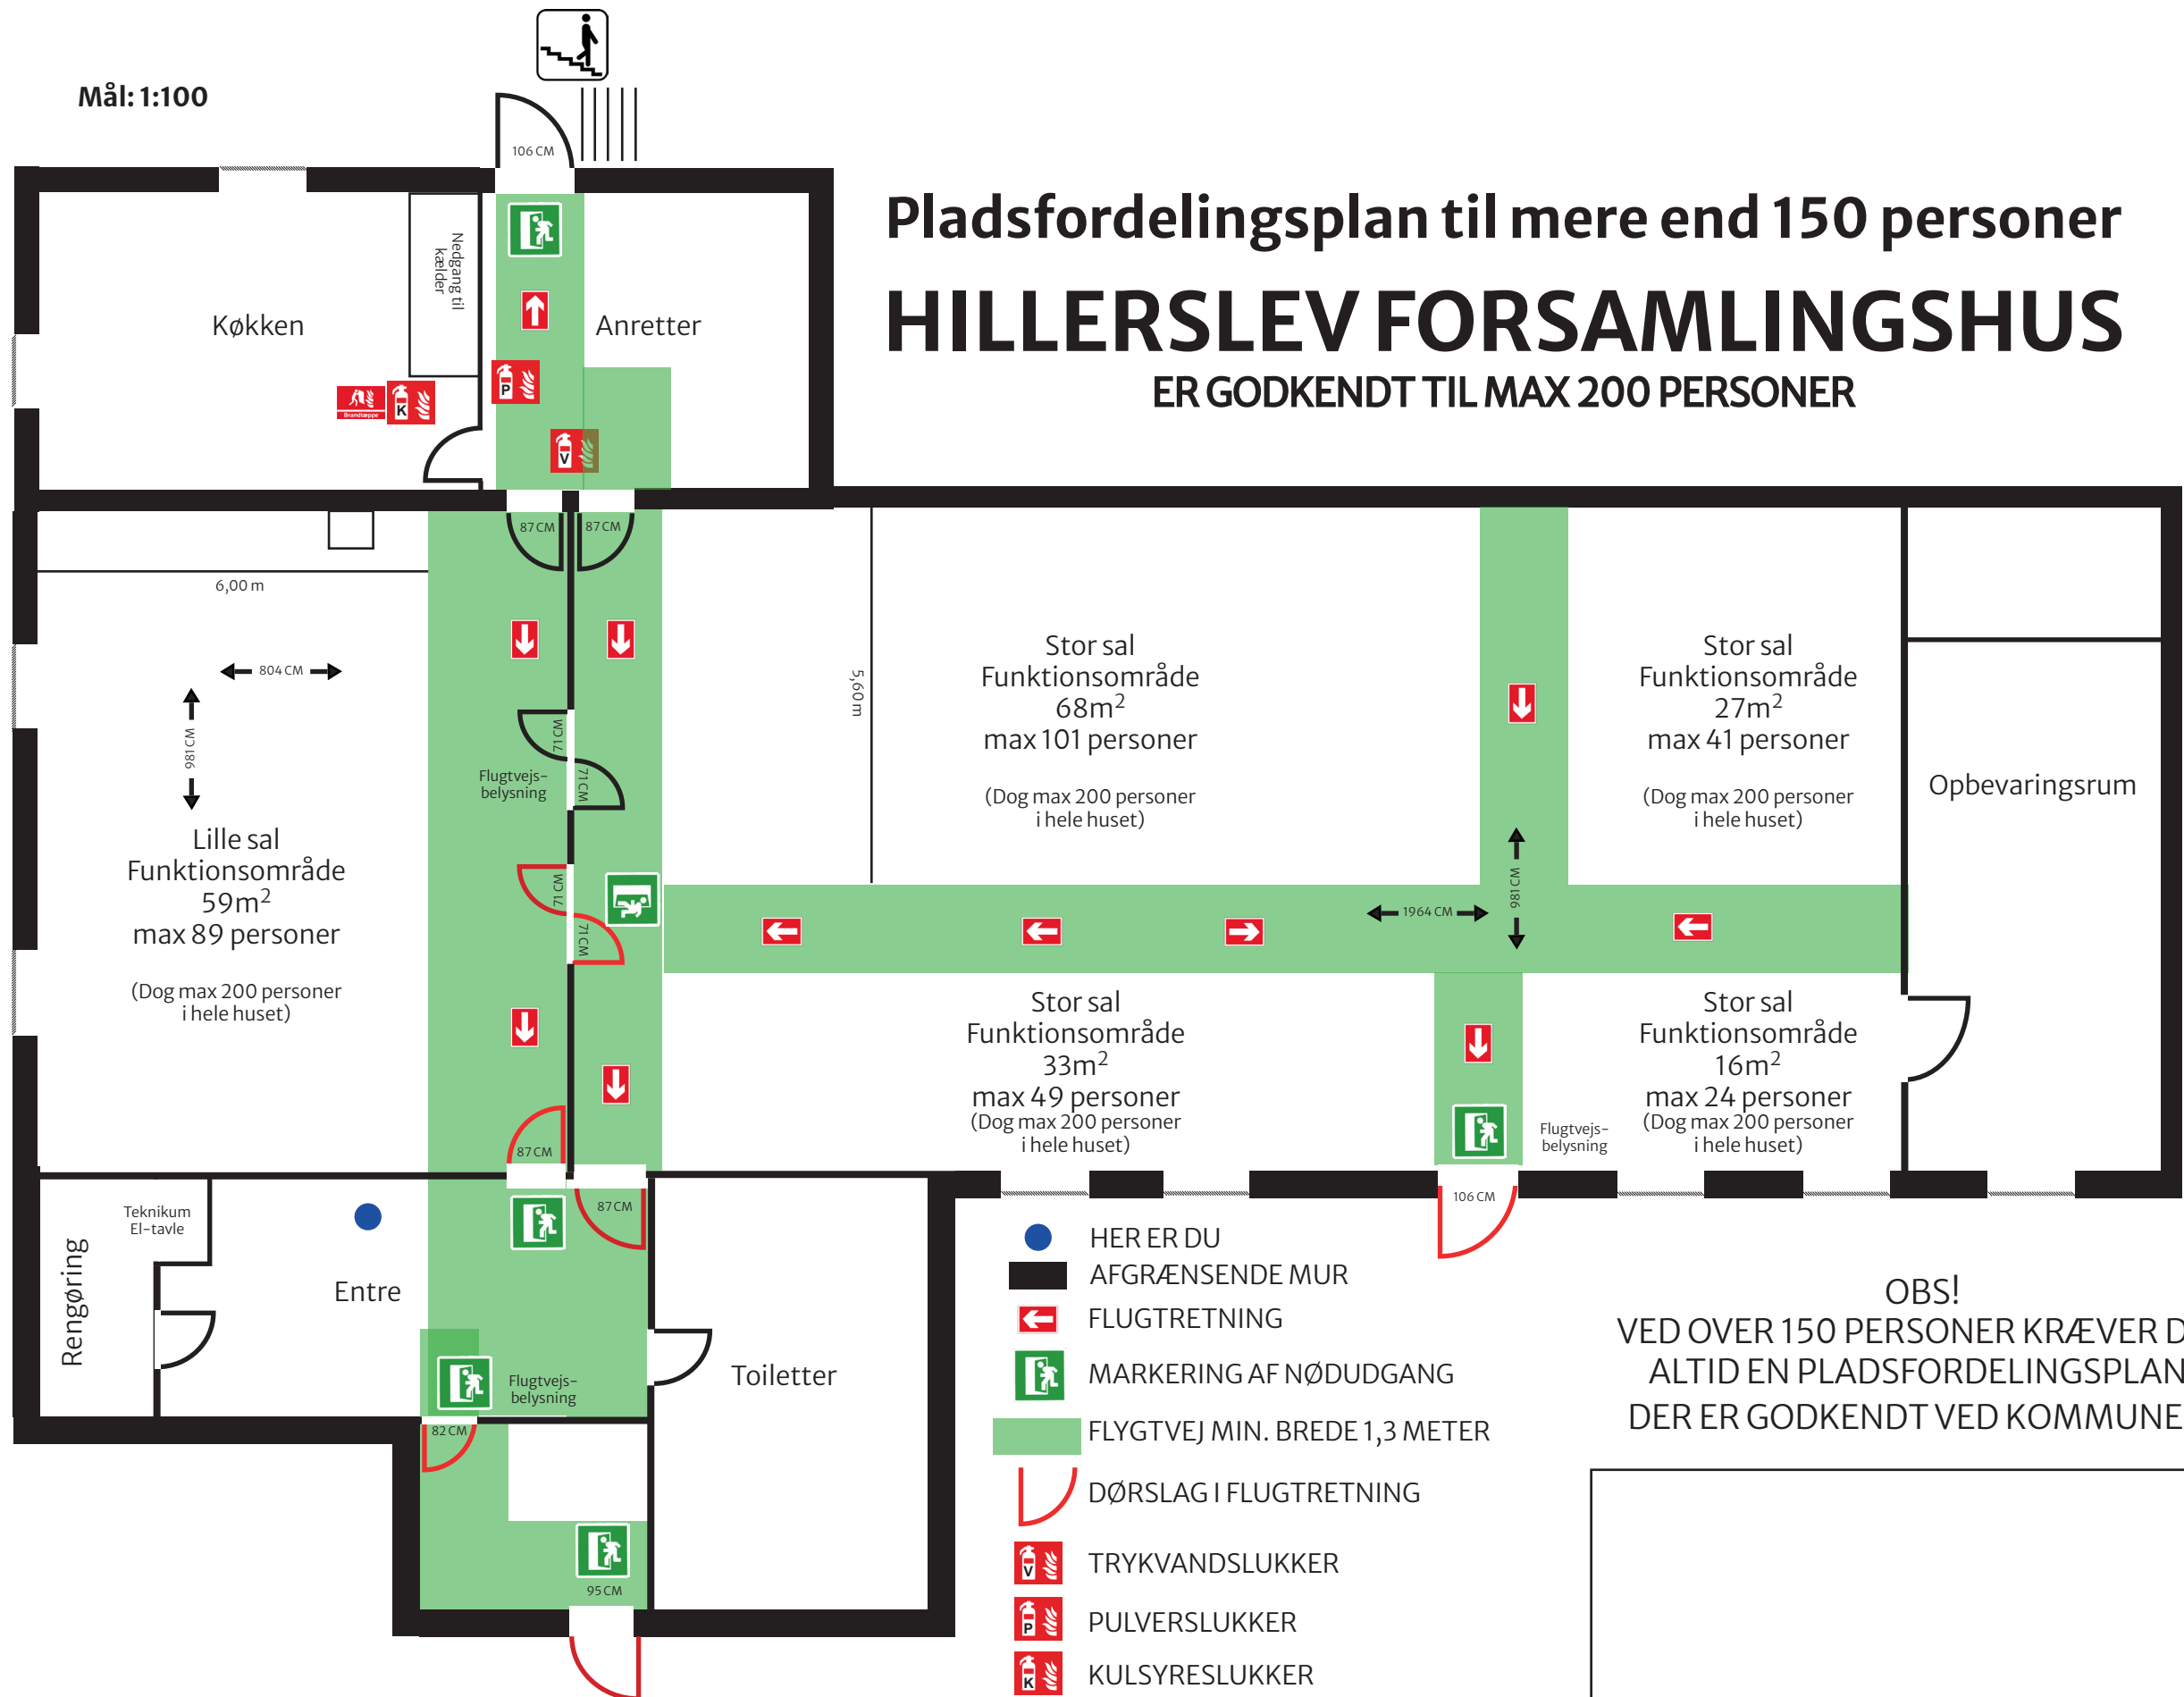 Mål: 1:100
106 CM
Pladsfordelingsplan til mere end 150 personer
HILLERSLEV FORSAMLINGSHUS
ER GODKENDT TIL MAX 200 PERSONER
Køkken
Nedgang til
kælder
Anretter
Brandtæppe
K
P
V
87 CM
87 CM
6,00 m
804 CM
981 CM
5,60 m
71 CM
71 CM
Flugtvejs-
belysning
71 CM
71 CM
Lille sal
Funktionsområde
59m²
max 89 personer
(Dog max 200 personer
i hele huset)
Stor sal
Funktionsområde
68m²
max 101 personer
(Dog max 200 personer
i hele huset)
Stor sal
Funktionsområde
27m²
max 41 personer
(Dog max 200 personer
i hele huset)
Opbevaringsrum
1964 CM
981 CM
Stor sal
Funktionsområde
33m²
max 49 personer
(Dog max 200 personer
i hele huset)
Stor sal
Funktionsområde
16m²
max 24 personer
(Dog max 200 personer
i hele huset)
Flugtvejs-
belysning
87 CM
87 CM
106 CM
Teknikum
El-tavle
Rengøring
Entre
Flugtvejs-
belysning
82 CM
Toiletter
95 CM
HER ER DU
AFGRÆNSENDE MUR
FLUGTRETNING
MARKERING AF NØDUDGANG
FLYGTVEJ MIN. BREDE 1,3 METER
DØRSLAG I FLUGTRETNING
V TRYKVANDSLUKKER
P PULVERSLUKKER
K KULSYRESLUKKER
OBS!
VED OVER 150 PERSONER KRÆVER D
ALTID EN PLADSFORDELINGSPLAN
DER ER GODKENDT VED KOMMUNE